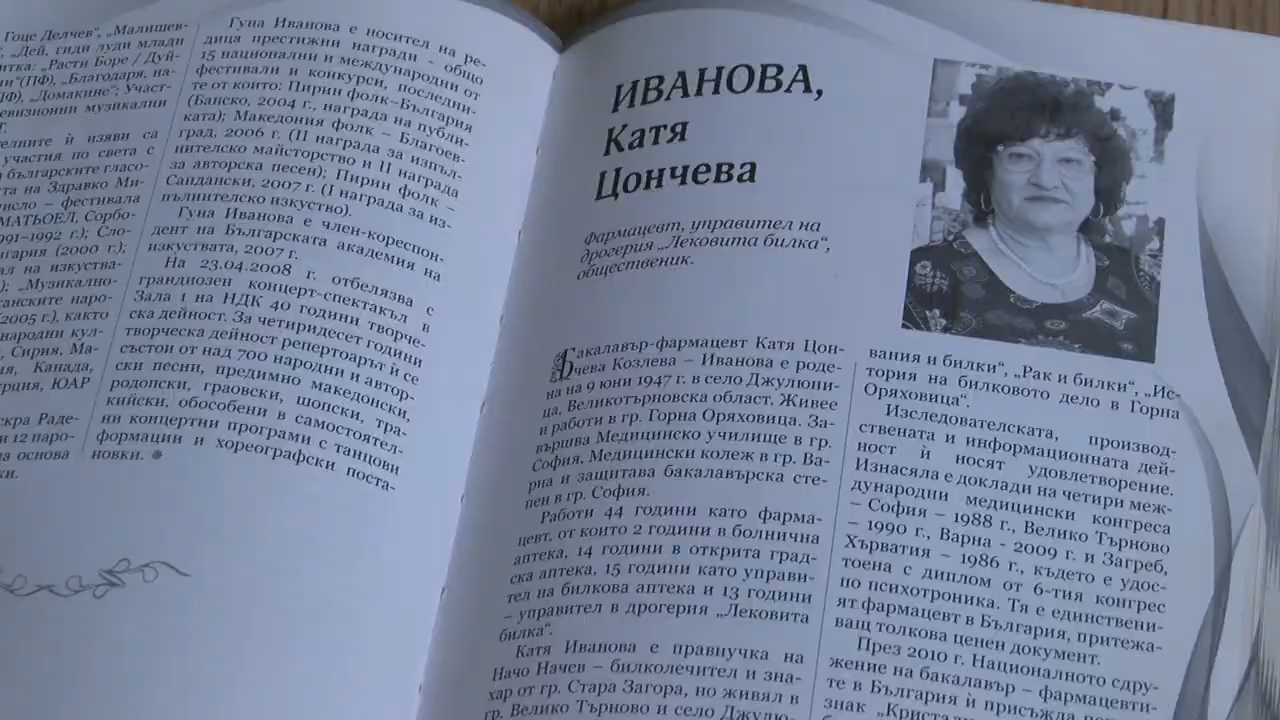 Гоце Делчев“, „Малишев-
„Дей, гиди луди млади
итка: „Расти Боре / Дуй-
ни“(ПФ), „Благодаря, на-
ПФ), „Домакине“; Участ-
евизионни музикални
телните ѝ изяви са
участия по света с
българските гласо-
та на Здравко Ми-
исло – фестивала
МАТЬОЕЛ, Сорбо-
991–1992 г.); Сло-
гария (2000 г.);
ал на изкуства-
); „Музикално-
канските наро-
2005 г.), както
народни кул-
, Сирия, Ма-
ия, Канада,
урция, ЮАР
скра Раде-
и 12 паро-
на основа
ки.
Гуна Иванова е носител на ре-
дица престижни награди - общо
15 национални и международни от
фестивали и конкурси, последни-
те от които: Пирин фолк–България
(Банско, 2004 г., награда на публи-
ката); Македония фолк – Благоев-
град, 2006 г. (II награда за изпъл-
нителско майсторство и II награда
за авторска песен); Пирин фолк –
Сандански, 2007 г. (I награда за из-
пълнително изкуство).
Гуна Иванова е член-кореспон-
дент на Българската академия на
изкуствата, 2007 г.
На 23.04.2008 г. отбелязва с
грандиозен концерт-спектакъл в
Зала 1 на НДК 40 години творче-
ска дейност. За четиридесет години
творческа дейност репертоарът ѝ се
състои от над 700 народни и автор-
ски песни, предимно македонски,
родопски, граовски, шопски, тра-
кийски, обособени в самостоятел-
ни концертни програми с танцови
формации и хореографски поста-
новки.
ИВАНОВА,
Катя
Цончева
фармацевт, управител на
дрогерия „Лековита билка“,
общественик.
Бакалавър-фармацевт Катя Цон-
чева Козлева – Иванова е роде-
на на 9 юни 1947 г. в село Джулюни-
ца, Великотърновска област. Живее
и работи в гр. Горна Оряховица. За-
вършва Медицинско училище в гр.
София. Медицински колеж в гр. Ва-
рна и защитава бакалавърска сте-
пен в гр. София.
Работи 44 години като фарма-
цевт, от които 2 години в болнична
аптека, 14 години в открита град-
ска аптека, 15 години като управи-
тел на билкова аптека и 13 години
– управител в дрогерия „Лековита
билка“.
Катя Иванова е правнучка на
Начо Начев – билколечител и зна-
хар от гр. Стара Загора, но живял в
гр. Велико Търново и село Джулю-
вания и билки“, „Рак и билки“, „Ис-
тория на билковото дело в Горна
Оряховица“.
Изследователската, производ-
ствената и информационната дей-
ност ѝ носят удовлетворение.
Изнасяла е доклади на четири меж-
дународни медицински конгреса
– София – 1988 г., Велико Търново
– 1990 г., Варна - 2009 г. и Загреб,
Хърватия – 1986 г., където е удос-
тоена с диплом от 6-тия конгрес
по психотроника. Тя е единствени-
ят фармацевт в България, притежа-
ващ толкова ценен документ.
През 2010 г. Националното сдру-
жение на бакалавър – фармацевти-
те в България ѝ присъжда по-
знак „Кристал